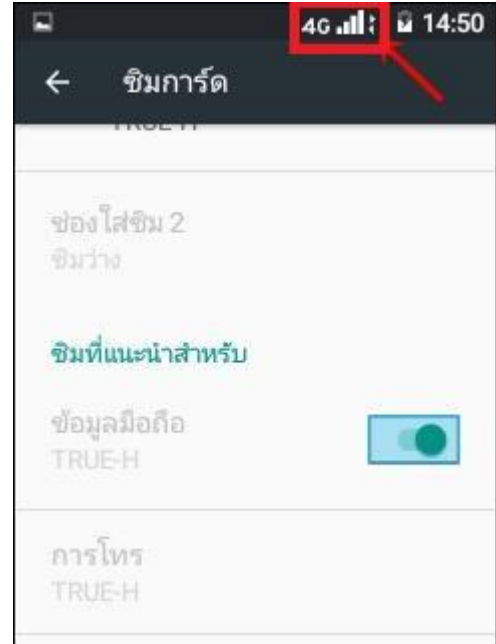 4G 14:50
ซิมการ์ด
TRUE-H
ช่องใส่ซิม 2
ซิมว่าง
ซิมที่แนะนำสำหรับ
ข้อมูลมือถือ
TRUE-H
การโทร
TRUE-H